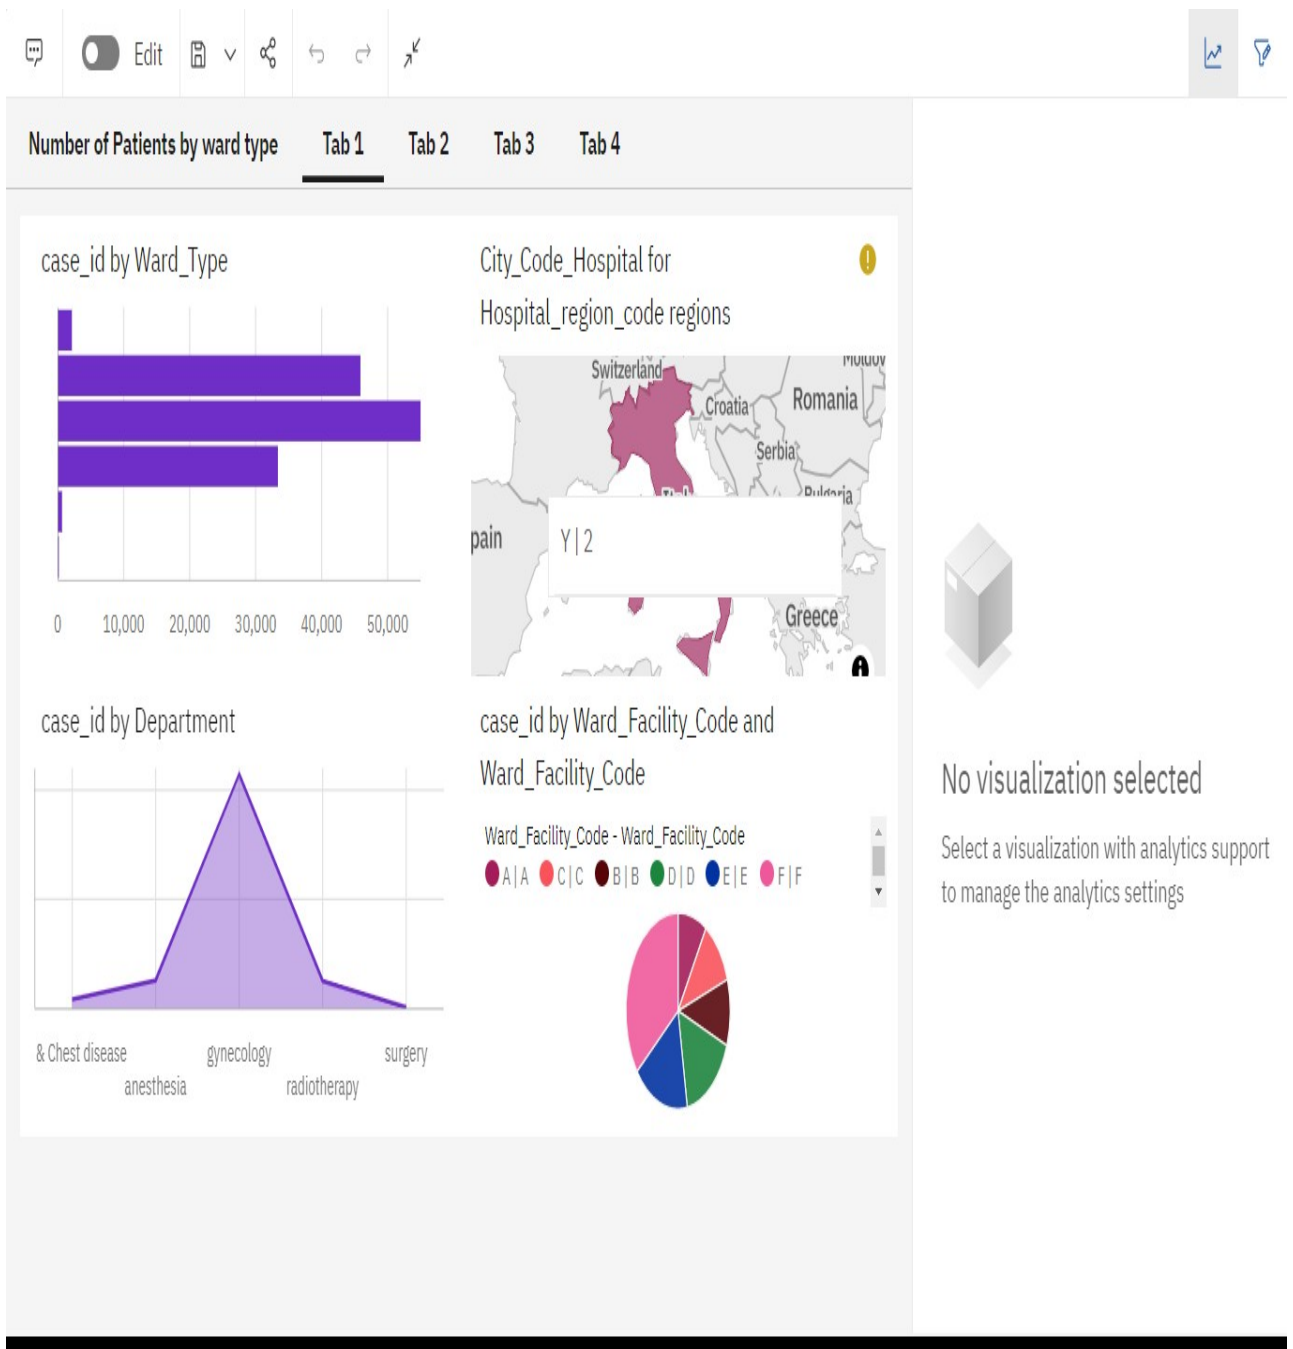 Edit
Number of Patients by ward type Tab 1 Tab 2 Tab 3 Tab 4
case_id by Ward_Type
0 10,000 20,000 30,000 40,000 50,000
City_Code_Hospital for
Hospital_region_code regions
Switzerland
Croatia
Romania
Serbia
pain
Y | 2
Greece
case_id by Department
& Chest disease
anesthesia
gynecology
radiotherapy
surgery
case_id by Ward_Facility_Code and
Ward_Facility_Code
Ward_Facility_Code - Ward_Facility_Code
A | A C | C B | B D | D E | E F | F
No visualization selected
Select a visualization with analytics support
to manage the analytics settings